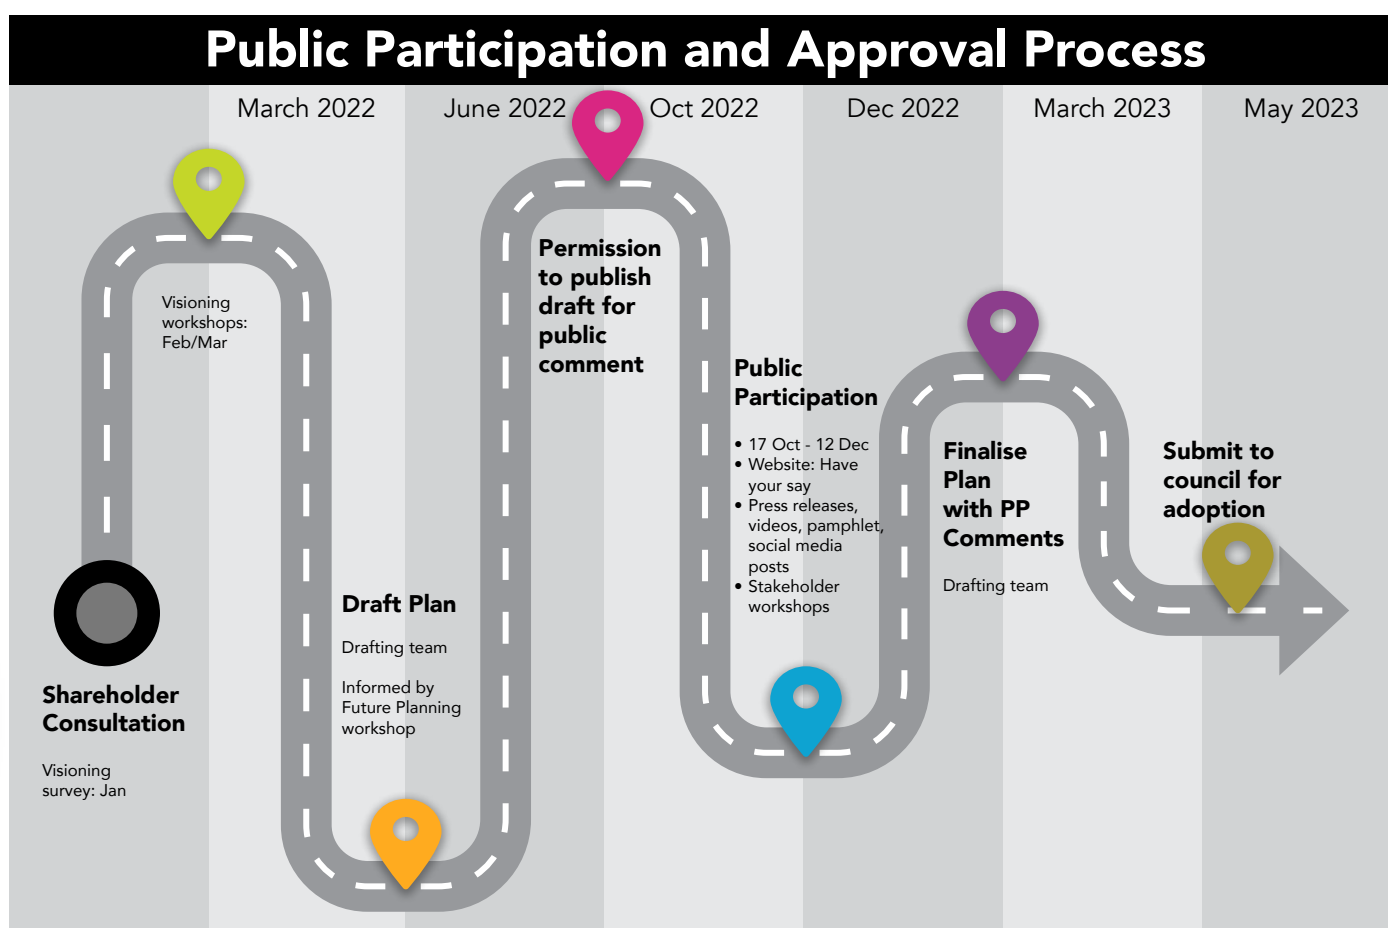 Public Participation and Approval Process
March 2022
June 2022
Oct 2022
Dec 2022
March 2023
May 2023
Shareholder
Consultation
Visioning
survey: Jan
Visioning
workshops:
Feb/Mar
Draft Plan
Drafting team
Informed by
Future Planning
workshop
Permission
to publish
draft for
public
comment
Public
Participation
• 17 Oct - 12 Dec
• Website: Have
your say
• Press releases,
videos, pamphlet,
social media
posts
• Stakeholder
workshops
Finalise
Plan
with PP
Comments
Drafting team
Submit to
council for
adoption